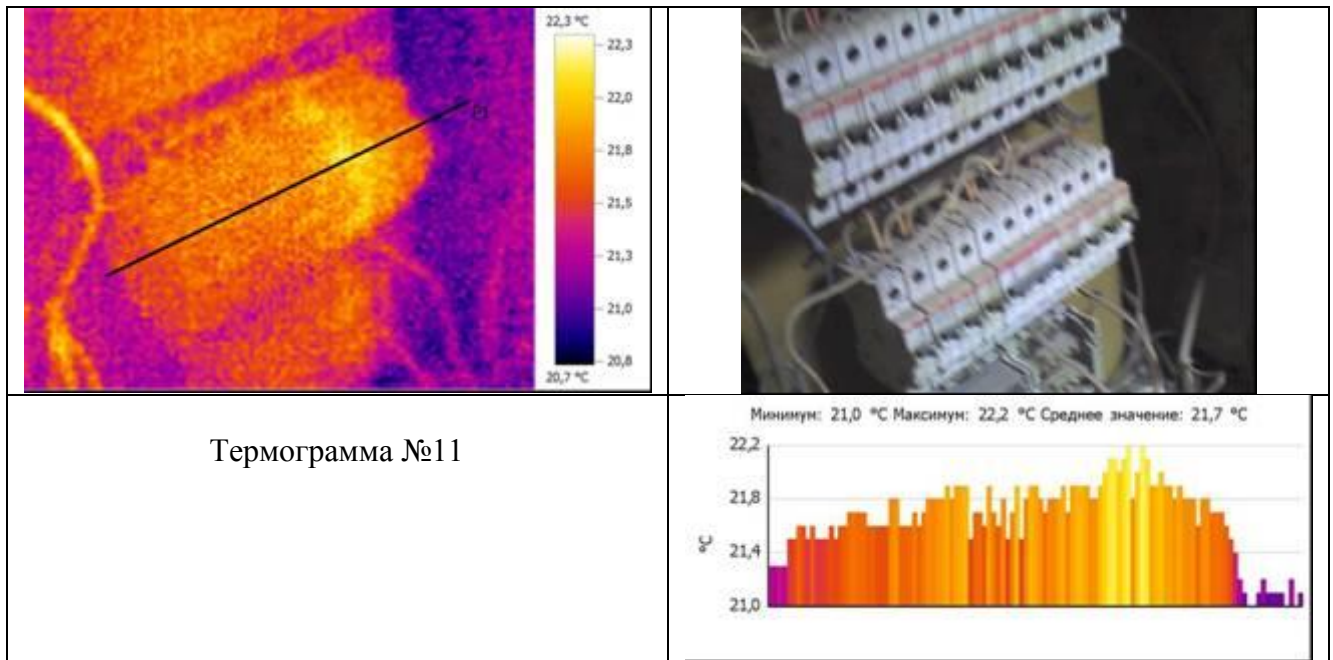 22,3 °C
22,3
22,0
21,8
21,5
21,3
21,0
20,8
20,7 °C
P1
Термограмма №11
Минимум: 21,0 °C Максимум: 22,2 °C Среднее значение: 21,7 °C
22,2
21,8
21,4
21,0
°C